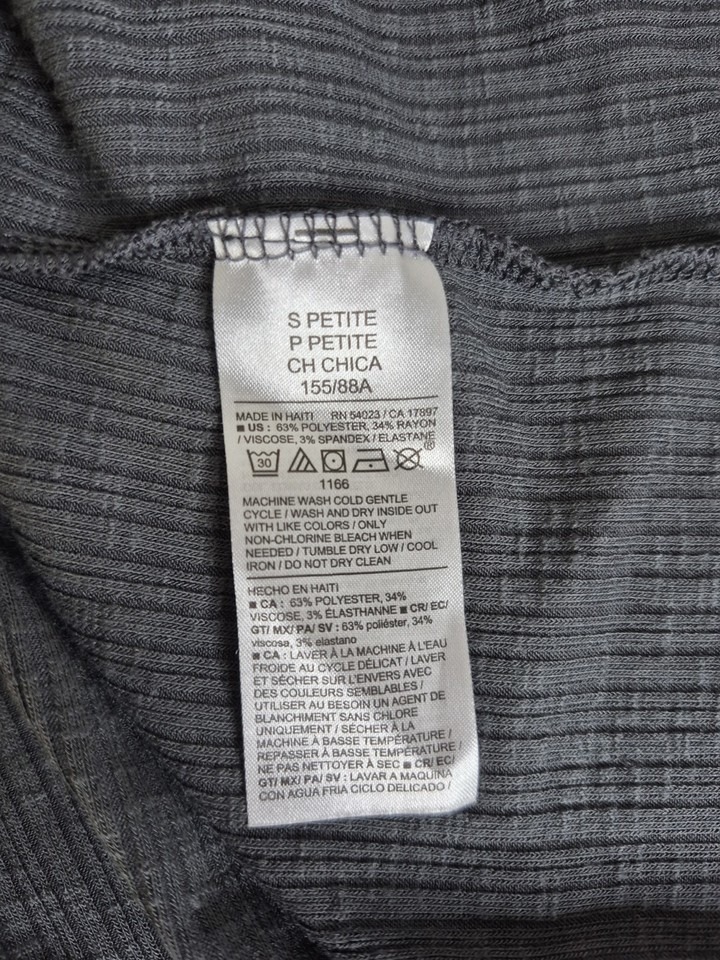 S PETITE
P PETITE
CH CHICA
155/88A
MADE IN HAITI RN 54023 / CA 17897
■ US : 63% POLYESTER, 34% RAYON
/ VISCOSE, 3% SPANDEX / ELASTANE
30 ®
1166
MACHINE WASH COLD GENTLE
CYCLE / WASH AND DRY INSIDE OUT
WITH LIKE COLORS / ONLY
NON-CHLORINE BLEACH WHEN
NEEDED / TUMBLE DRY LOW / COOL
IRON / DO NOT DRY CLEAN
HECHO EN HAITI
■ CA : 63% POLYESTER, 34%
VISCOSE, 3% ÉLASTHANNE ■ CR/ EC/
GT/ MX/ PA/ SV : 63% poliéster, 34%
viscosa, 3% elastano
■ CA : LAVER À LA MACHINE À L'EAU
FROIDE AU CYCLE DÉLICAT / LAVER
ET SÉCHER SUR L'ENVERS AVEC
DES COULEURS SEMBLABLES /
UTILISER AU BESOIN UN AGENT DE
BLANCHIMENT SANS CHLORE
UNIQUEMENT / SÉCHER À LA
MACHINE À BASSE TEMPÉRATURE /
REPASSER À BASSE TEMPÉRATURE /
NE PAS NETTOYER À SEC ■ CR/ EC/
GT/ MX/ PA/ SV : LAVAR A MAQUINA
CON AGUA FRIA CICLO DELICADO /